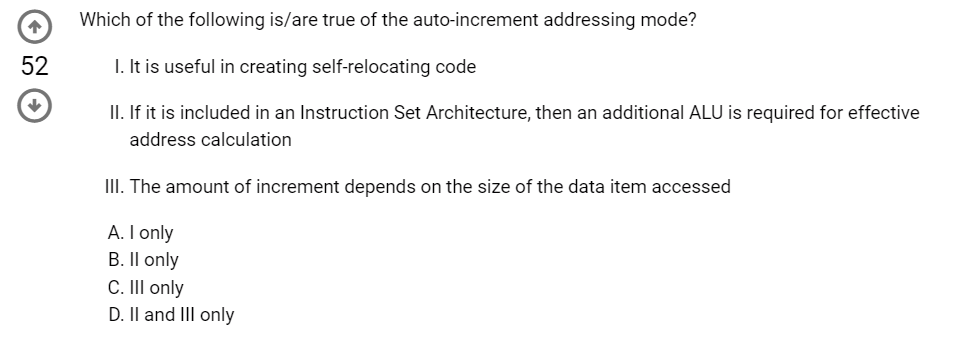 Which of the following is/are true of the auto-increment addressing mode?
52
I. It is useful in creating self-relocating code
II. If it is included in an Instruction Set Architecture, then an additional ALU is required for effective
address calculation
III. The amount of increment depends on the size of the data item accessed
A. I only
B. II only
C. III only
D. II and III only